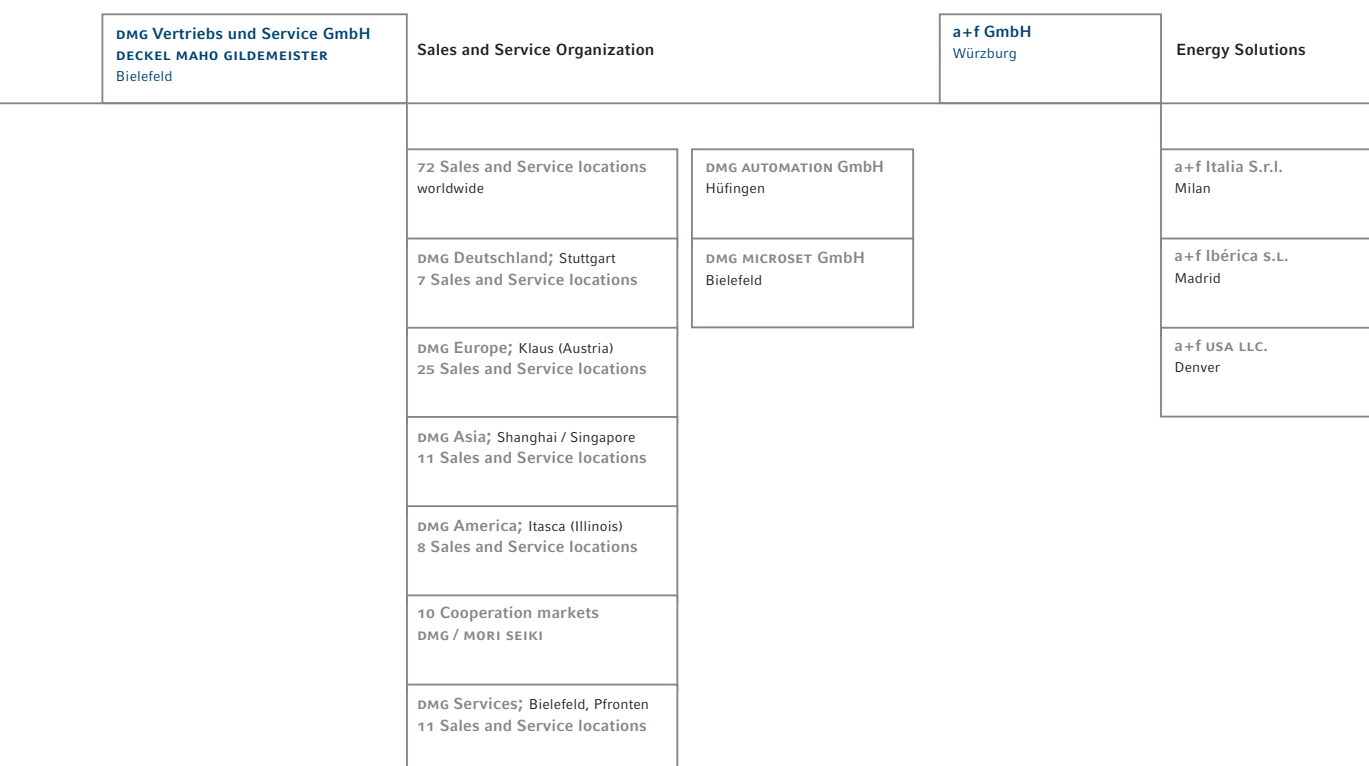 DMG Vertriebs und Service GmbH
DECKEL MAHO GILDEMEISTER
Bielefeld
Sales and Service Organization
72 Sales and Service locations
worldwide
DMG Deutschland; Stuttgart
7 Sales and Service locations
DMG Europe; Klaus (Austria)
25 Sales and Service locations
DMG Asia; Shanghai / Singapore
11 Sales and Service locations
DMG America; Itasca (Illinois)
8 Sales and Service locations
10 Cooperation markets
DMG / MORI SEIKI
DMG Services; Bielefeld, Pfronten
11 Sales and Service locations
DMG AUTOMATION GmbH
Hüfingen
DMG MICROSET GmbH
Bielefeld
a+f GmbH
Würzburg
Energy Solutions
a+f Italia S.r.l.
Milan
a+f Ibérica S.L.
Madrid
a+f USA LLC.
Denver